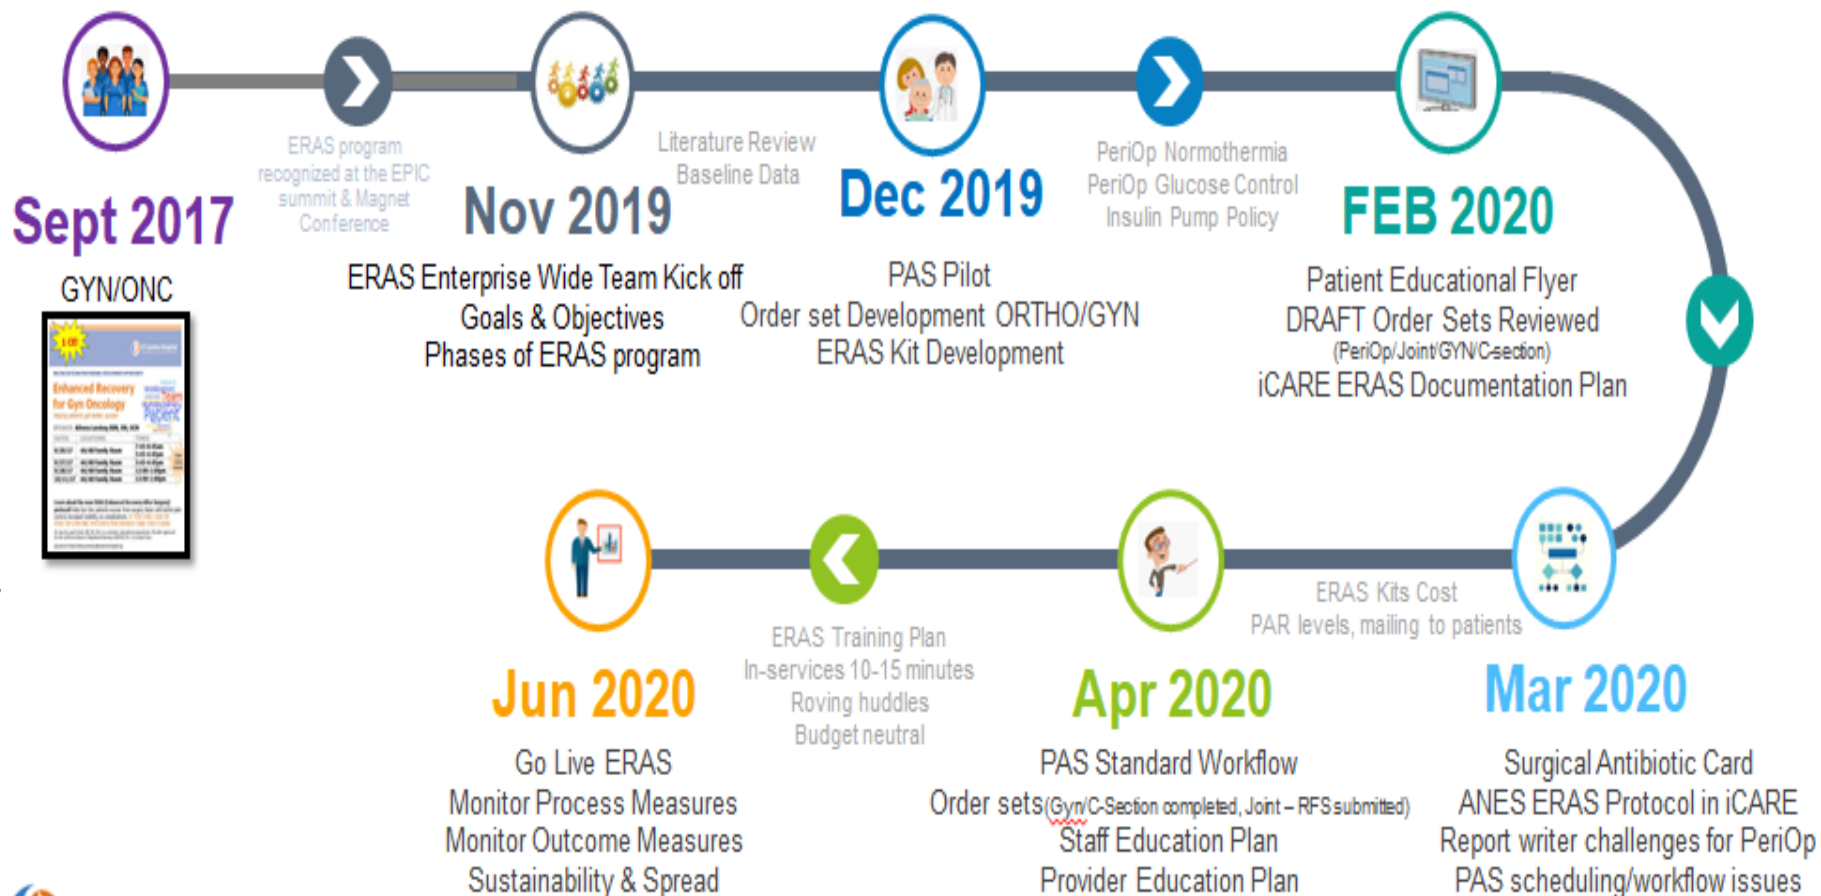 Sept 2017
GYN/ONC
Enhanced Recovery
for Gyn Oncology
ERAS program
recognized at the EPIC
summit & Magnet
Conference
Nov 2019
ERAS Enterprise Wide Team Kick off
Goals & Objectives
Phases of ERAS program
Literature Review
Baseline Data
Dec 2019
PAS Pilot
Order set Development ORTHO/GYN
ERAS Kit Development
PeriOp Normothermia
PeriOp Glucose Control
Insulin Pump Policy
FEB 2020
Patient Educational Flyer
DRAFT Order Sets Reviewed
(PeriOp/Joint/GYN/C-section)
iCARE ERAS Documentation Plan
Mar 2020
Surgical Antibiotic Card
ANES ERAS Protocol in iCARE
Report writer challenges for PeriOp
PAS scheduling/workflow issues
ERAS Kits Cost
PAR levels, mailing to patients
Apr 2020
PAS Standard Workflow
Order sets(Gyn/C-Section completed, Joint – RFS submitted)
Staff Education Plan
Provider Education Plan
ERAS Training Plan
In-services 10-15 minutes
Roving huddles
Budget neutral
Jun 2020
Go Live ERAS
Monitor Process Measures
Monitor Outcome Measures
Sustainability & Spread